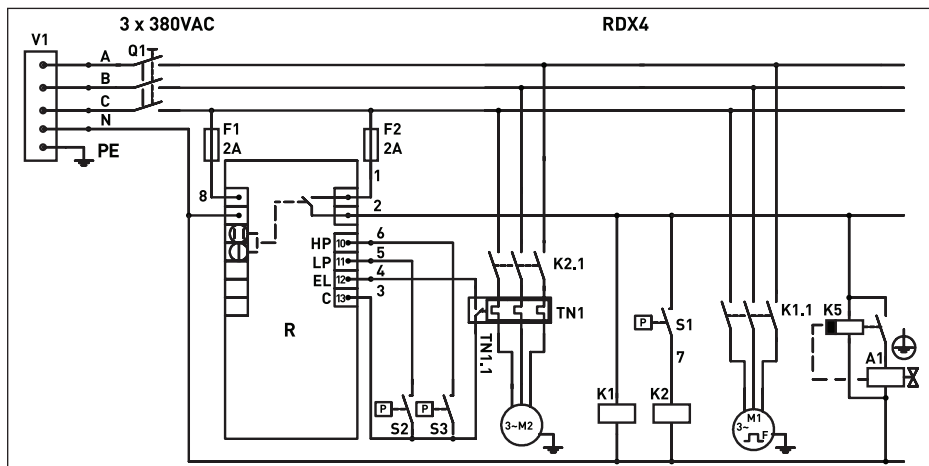 3 x 380VAC
RDX4
V1
A
Q1
B
C
N
PE
F1
2A
F2
2A
1
8
2
HP 10 6
LP 11 5
EL 12 4
C 13 3
R
K2.1
TN1
TN1.1
P
S1
7
K1.1
K5
A1
P
S2
P
S3
3~M2
K1
K2
M1
3~
F